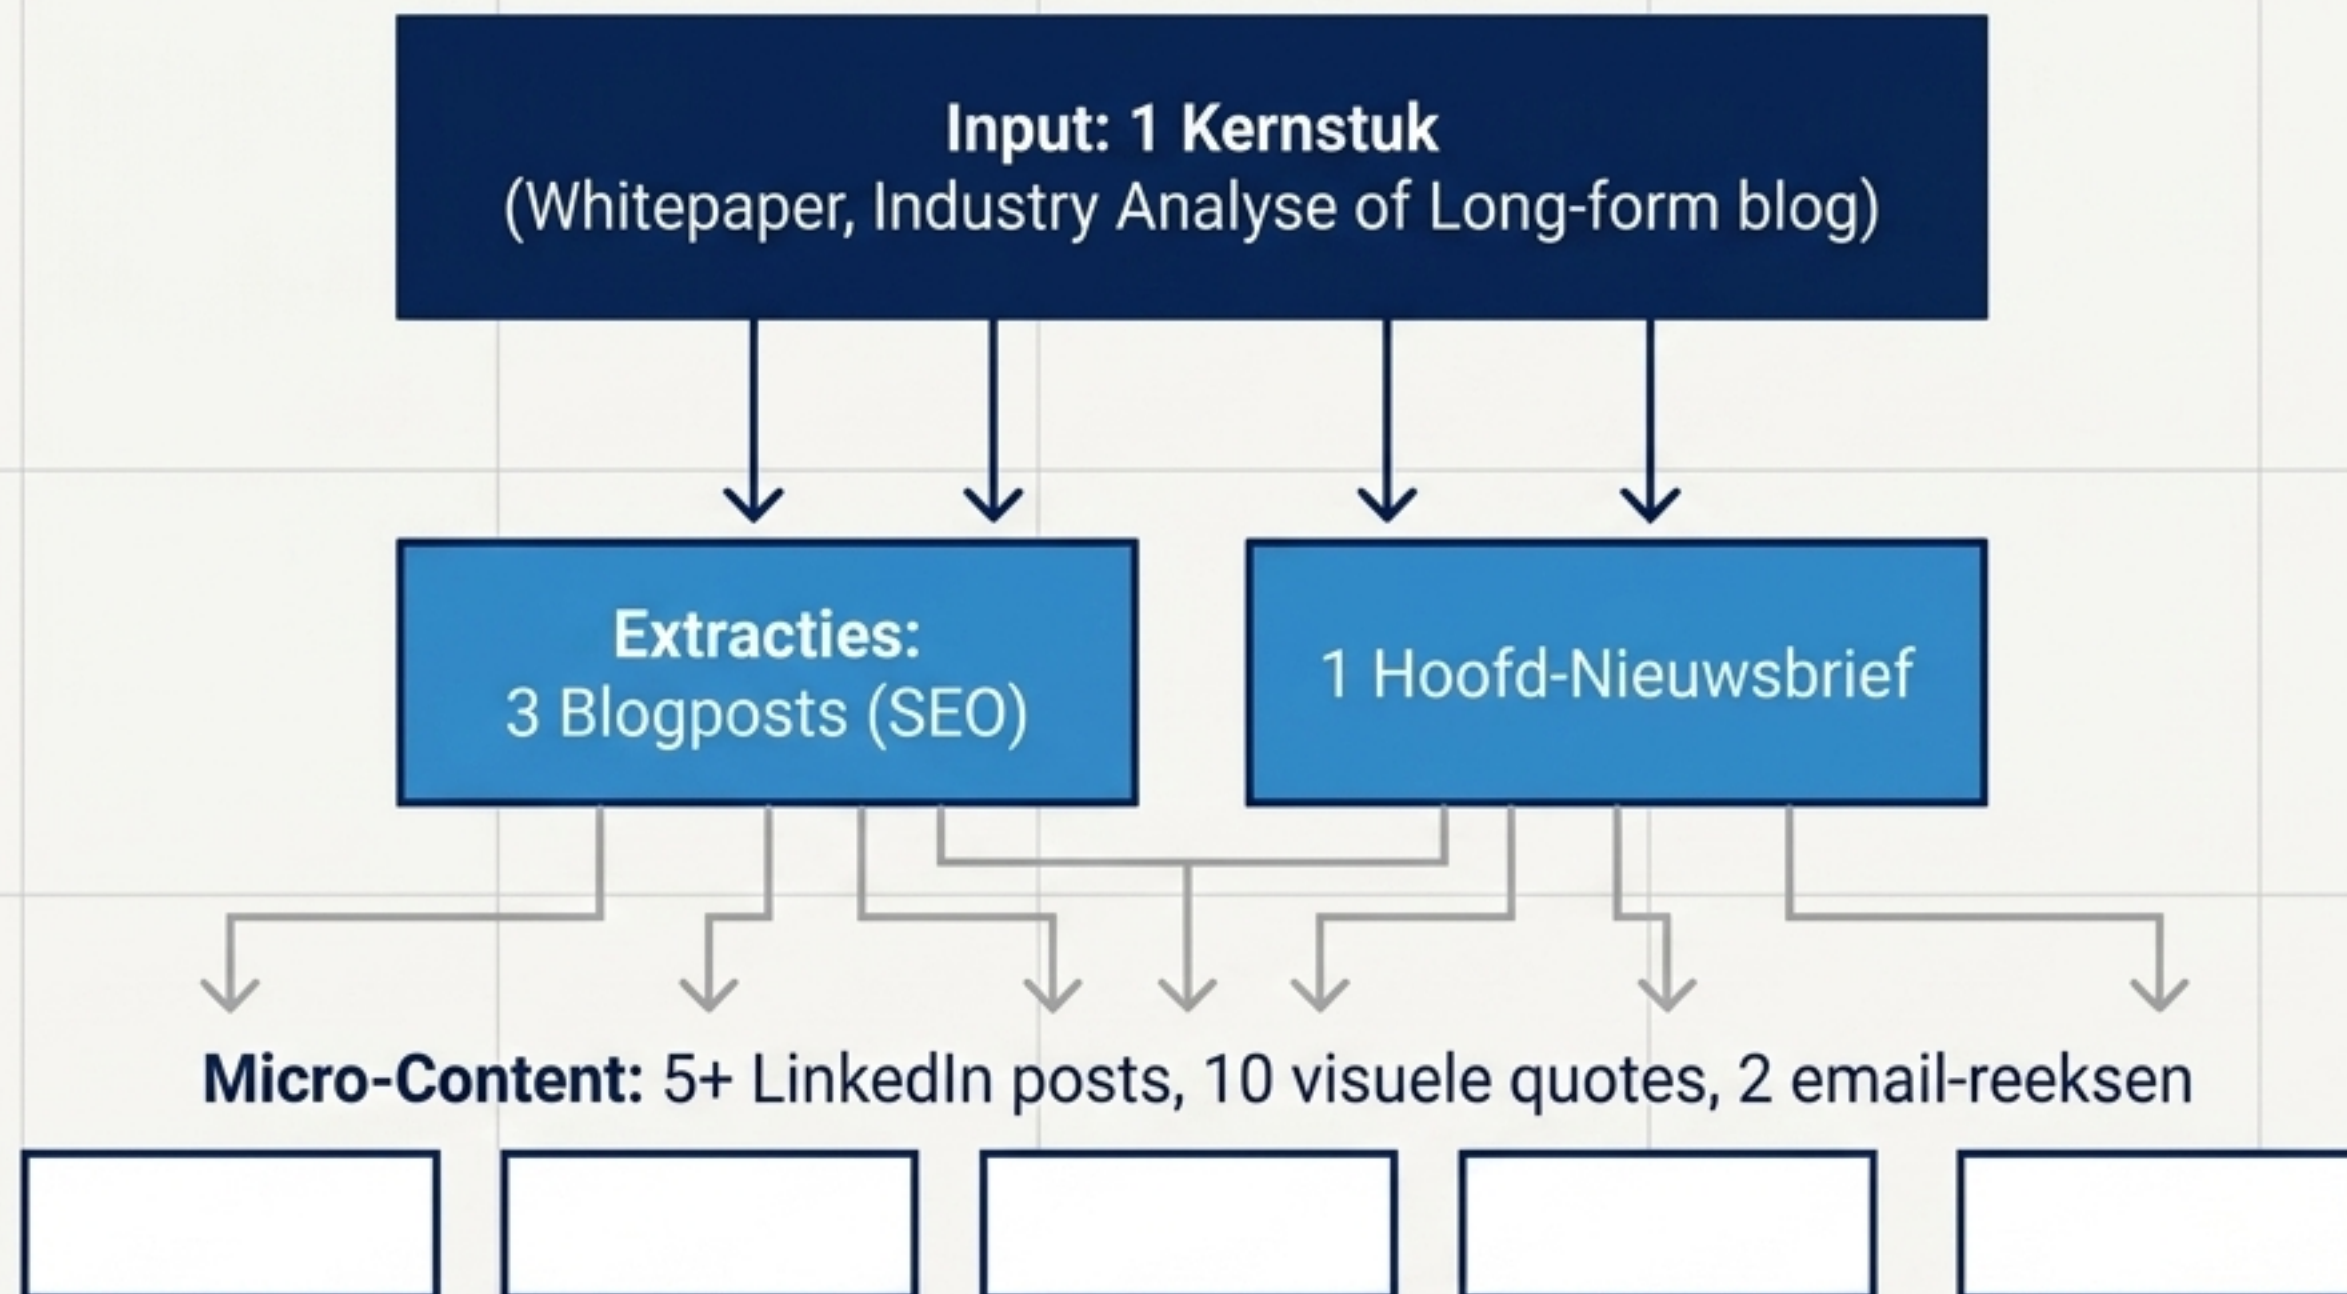 Input: 1 Kernstuk
(Whitepaper, Industry Analyse of Long-form blog)
Extracties:
3 Blogposts (SEO)
1 Hoofd-Nieuwsbrief
Micro-Content: 5+ LinkedIn posts, 10 visuele quotes, 2 email-reeksen